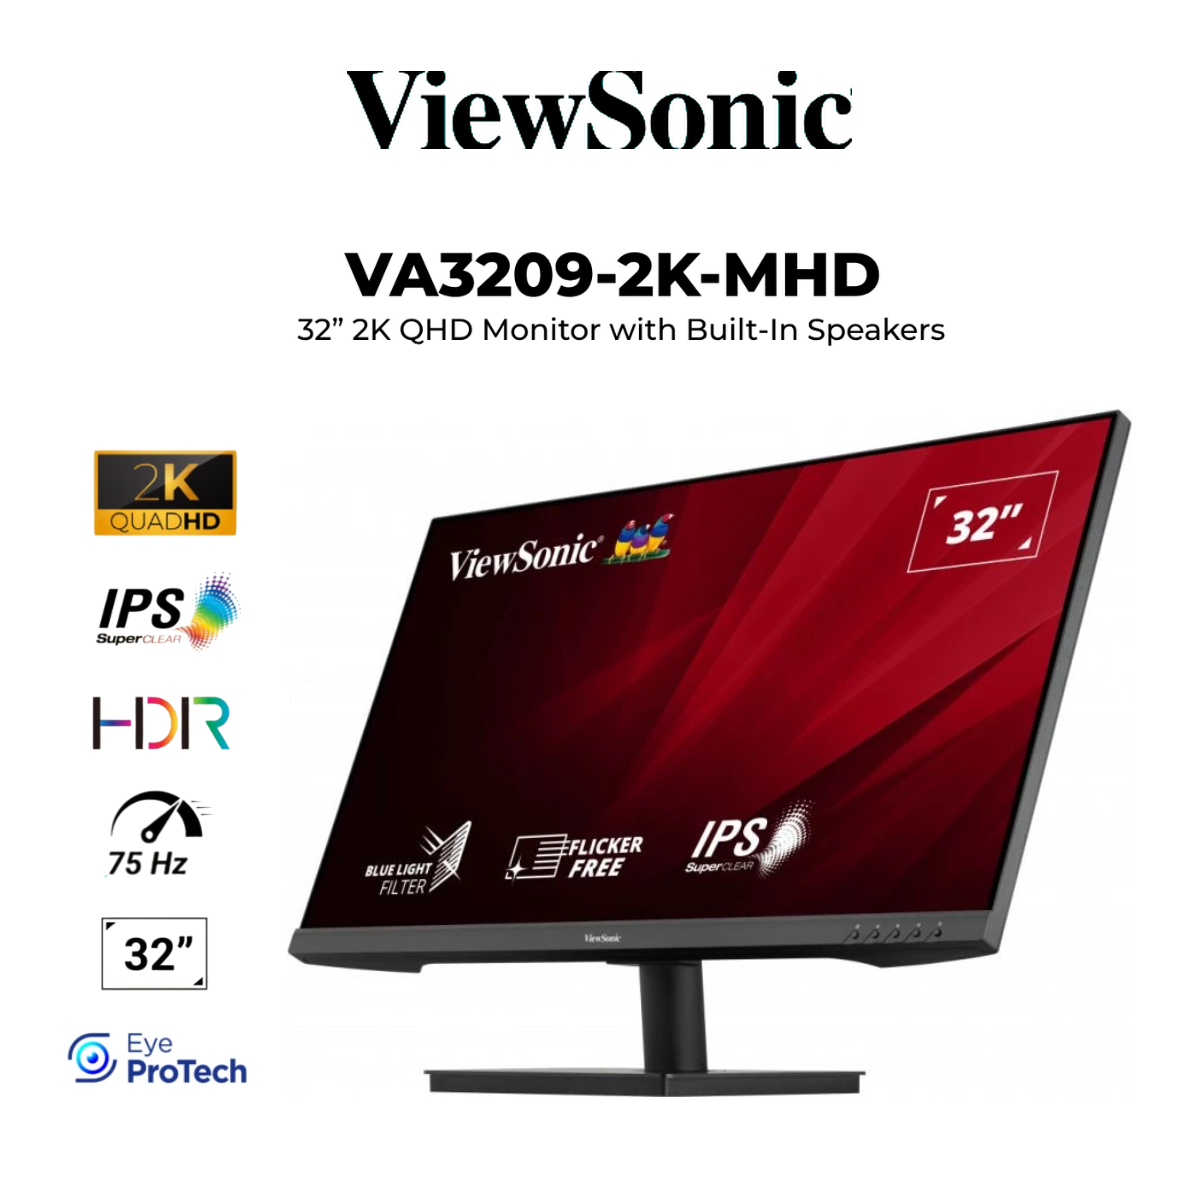 ViewSonic
VA3209-2K-MHD
32” 2K QHD Monitor with Built-In Speakers
2K
QUADHD
IPS
SuperCLEAR
HDR
75 Hz
32”
Eye
ProTech
ViewSonic®
32”
BLUE LIGHT
FILTER
FLICKER
FREE
IPS
SuperCLEAR
ViewSonic